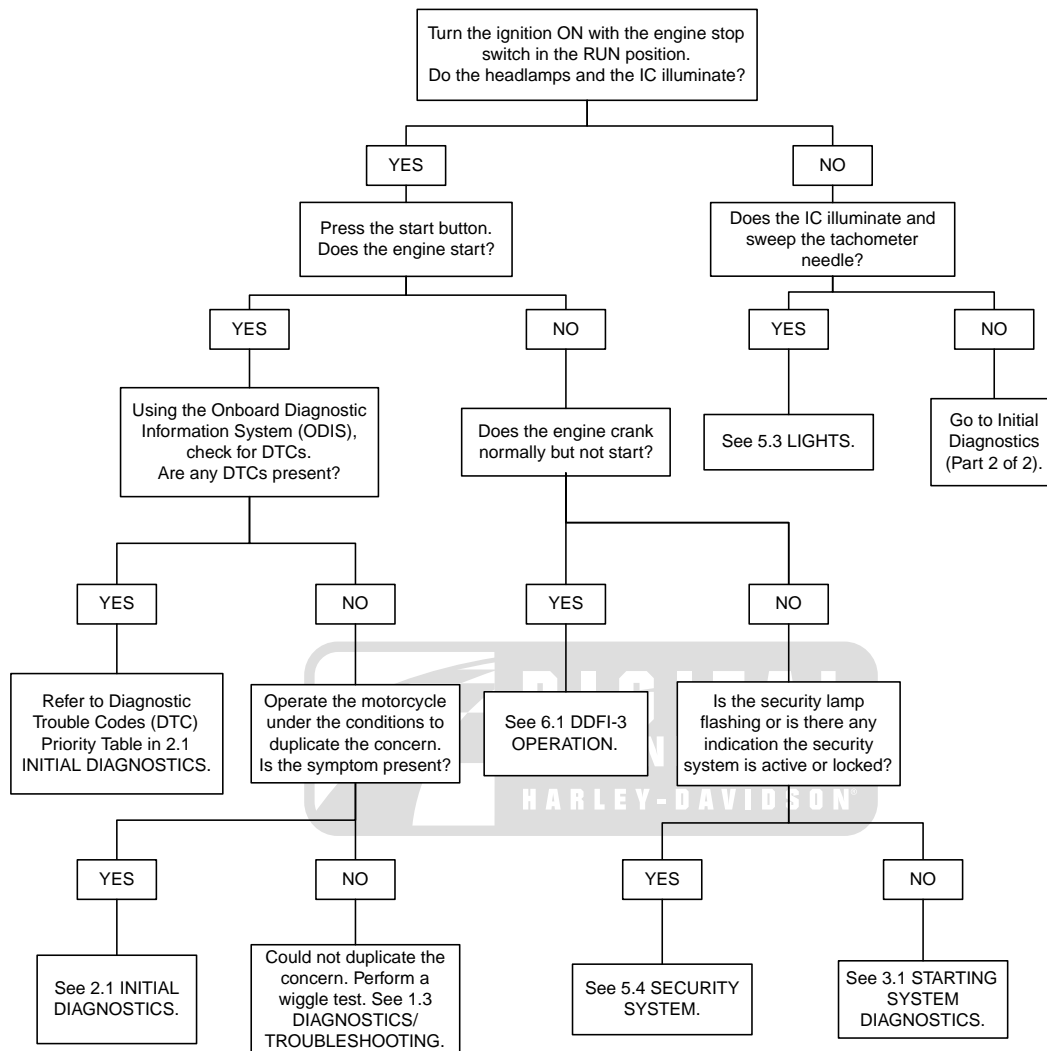 Turn the ignition ON with the engine stop
switch in the RUN position.
Do the headlamps and the IC illuminate?
YES
NO
Press the start button.
Does the engine start?
Does the IC illuminate and
sweep the tachometer
needle?
YES
NO
YES
NO
Using the Onboard Diagnostic
Information System (ODIS),
check for DTCs.
Are any DTCs present?
Does the engine crank
normally but not start?
See 5.3 LIGHTS.
Go to Initial
Diagnostics
(Part 2 of 2).
YES
NO
YES
NO
Refer to Diagnostic
Trouble Codes (DTC)
Priority Table in 2.1
INITIAL DIAGNOSTICS.
Operate the motorcycle
under the conditions to
duplicate the concern.
Is the symptom present?
See 6.1 DDFI-3
OPERATION.
Is the security lamp
flashing or is there any
indication the security
system is active or locked?
HARLEY-DAVIDSON®
YES
NO
YES
NO
See 2.1 INITIAL
DIAGNOSTICS.
Could not duplicate the
concern. Perform a
wiggle test. See 1.3
DIAGNOSTICS/
TROUBLESHOOTING.
See 5.4 SECURITY
SYSTEM.
See 3.1 STARTING
SYSTEM
DIAGNOSTICS.